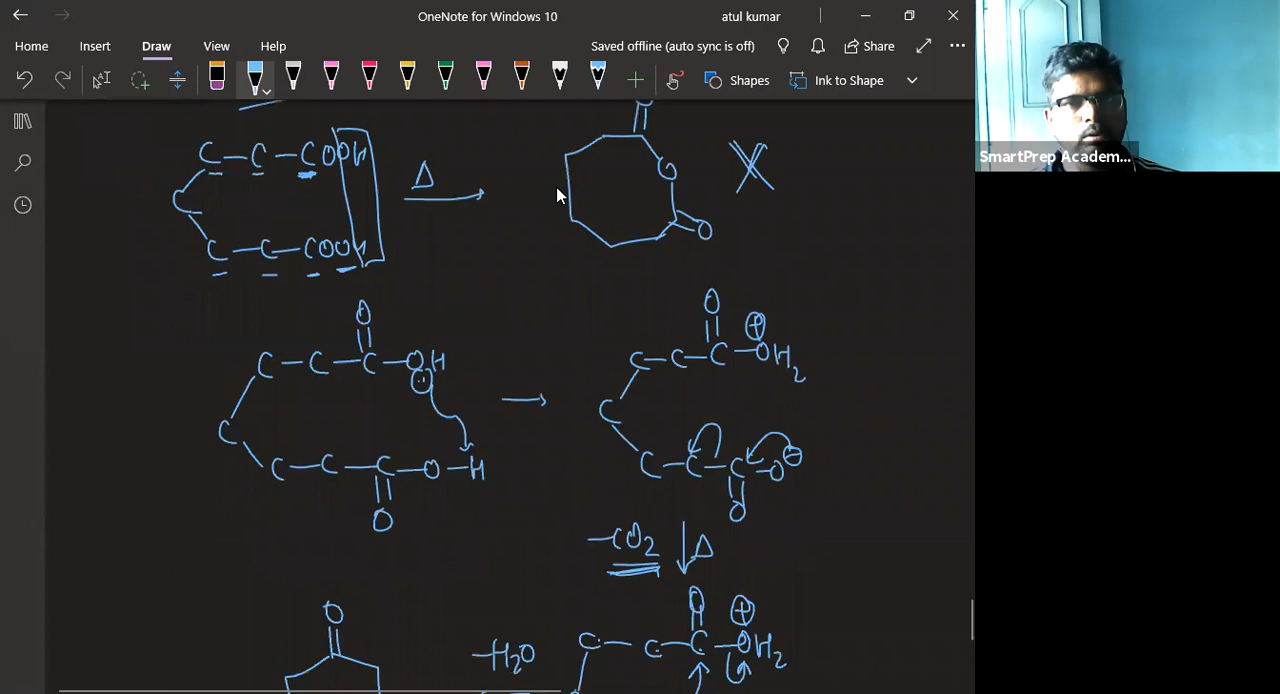 OneNote for Windows 10
atul kumar
Home Insert Draw View Help
Saved offline (auto sync is off)
Share
Shapes
Ink to Shape
SmartPrep Academ...
C — C — COOH
Δ
O
X
C
C — C — COOH
O
O
O
C — C — C — OH
⊕
C — C — C — OH2
C
C
C — C — C — O — H
C — C — C — O⊖
O
O
-CO2
Δ
O
O
⊕
-H2O
C — C — C — OH2